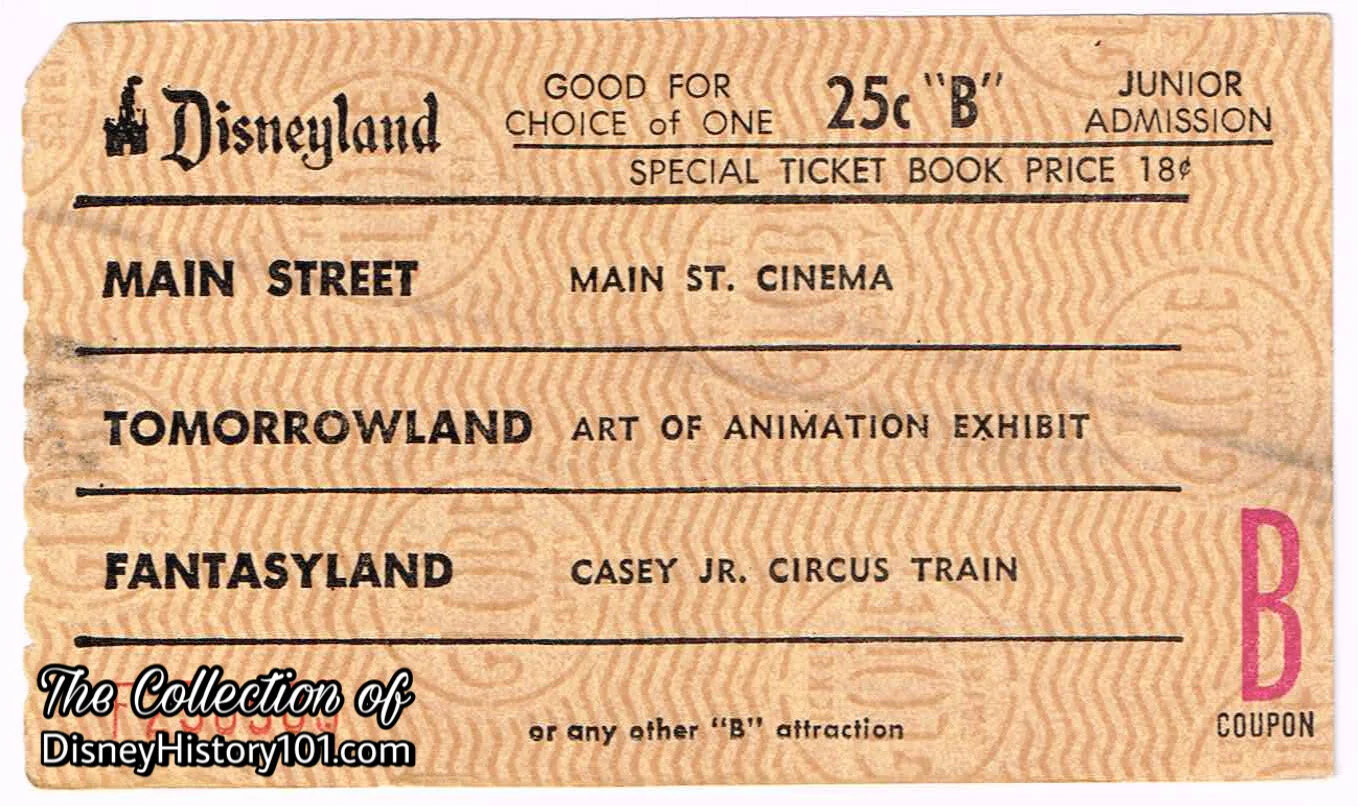 Disneyland
GOOD FOR
CHOICE of ONE
25c "B"
JUNIOR
ADMISSION
SPECIAL TICKET BOOK PRICE 18¢
MAIN STREET MAIN ST. CINEMA
TOMORROWLAND ART OF ANIMATION EXHIBIT
FANTASYLAND CASEY JR. CIRCUS TRAIN
B
COUPON
or any other "B" attraction
The Collection of
DisneyHistory101.com
GLOBE